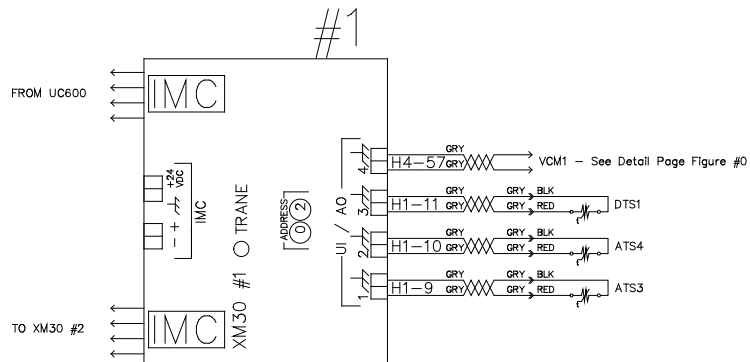 #1
FROM UC600
IMC
GRY
4 H4-57 GRY VCM1 - See Detail Page Figure #0
+24 VDC
- +
IMC
TRANE
ADDRESS
0 2
UI / AO
GRY GRY BLK
3 H1-11 GRY GRY RED DTS1
GRY GRY BLK
2 H1-10 GRY GRY RED ATS4
GRY GRY BLK
1 H1-9 GRY GRY RED ATS3
XM30 #1
TO XM30 #2
IMC